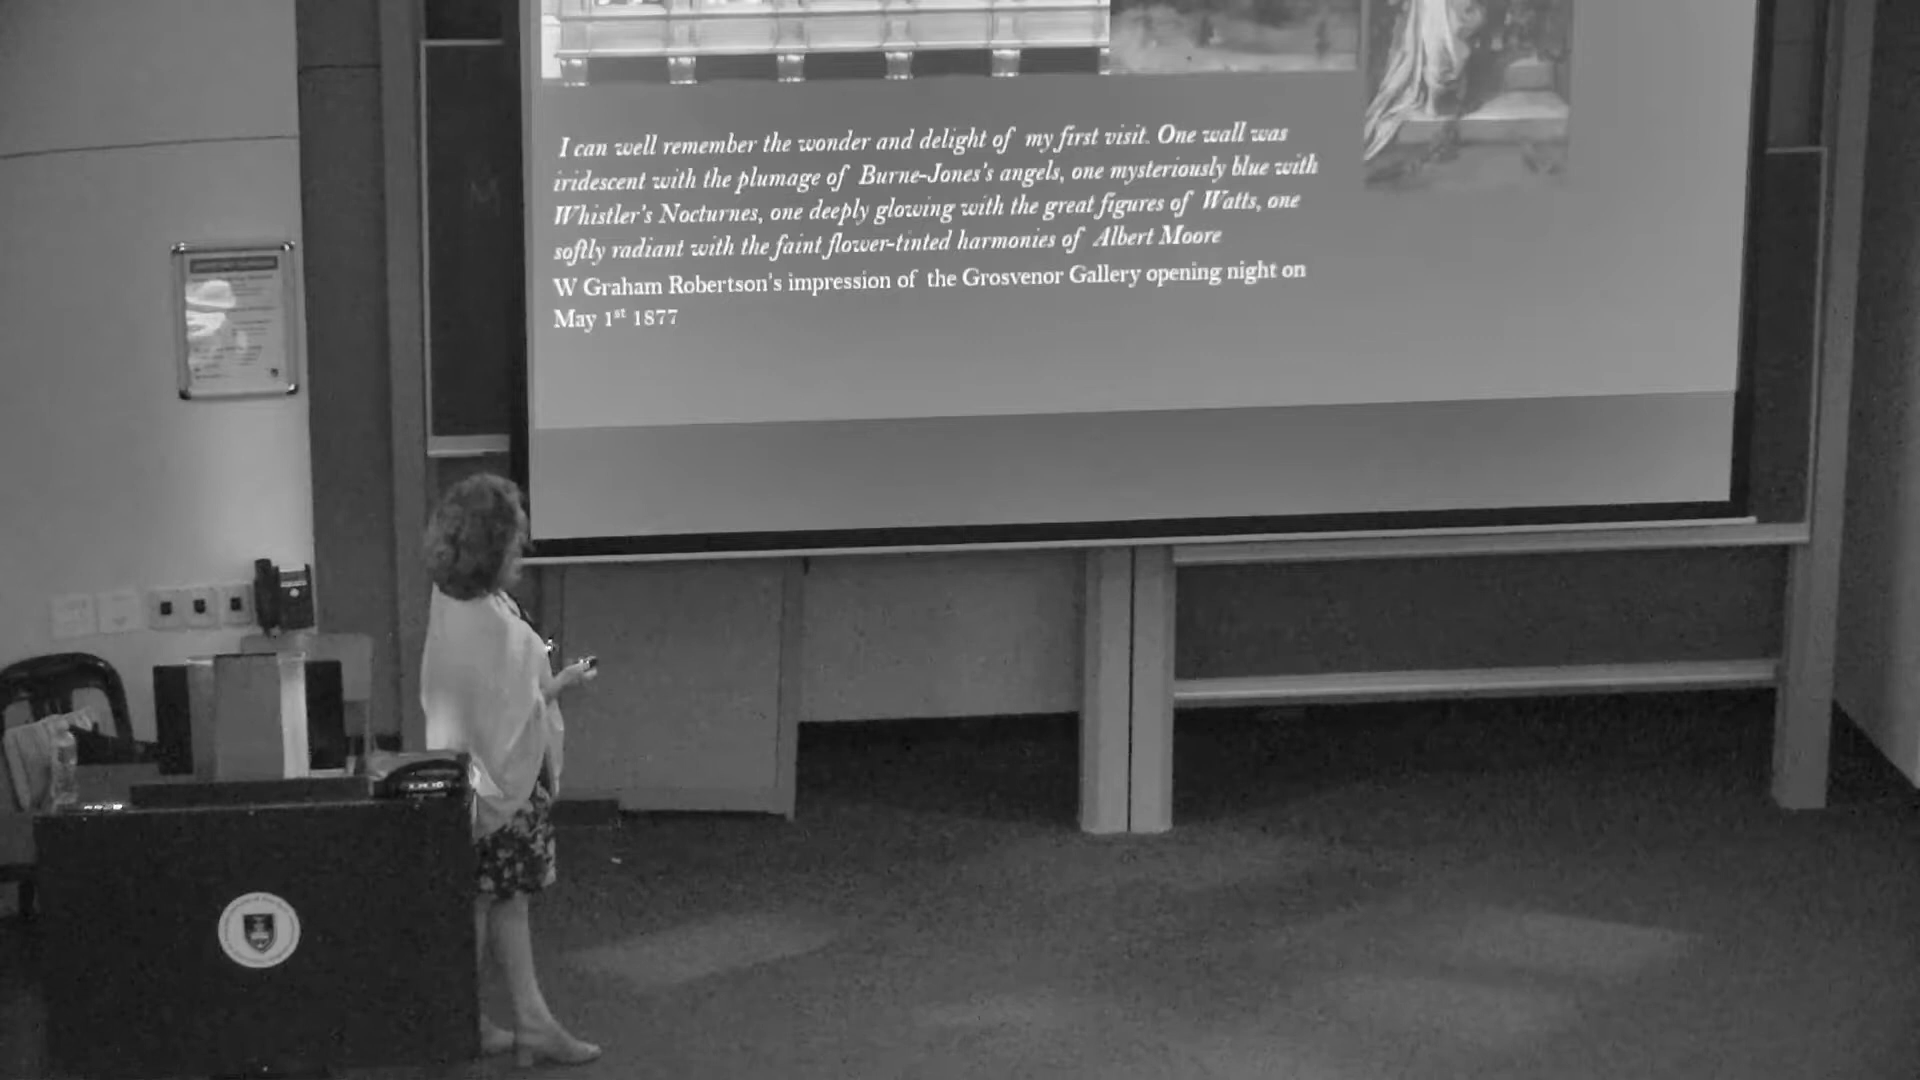 I can well remember the wonder and delight of my first visit. One wall was
iridescent with the plumage of Burne-Jones's angels, one mysteriously blue with
Whistler's Nocturnes, one deeply glowing with the great figures of Watts, one
softly radiant with the faint flower-tinted harmonies of Albert Moore
W Graham Robertson's impression of the Grosvenor Gallery opening night on
May 1st 1877